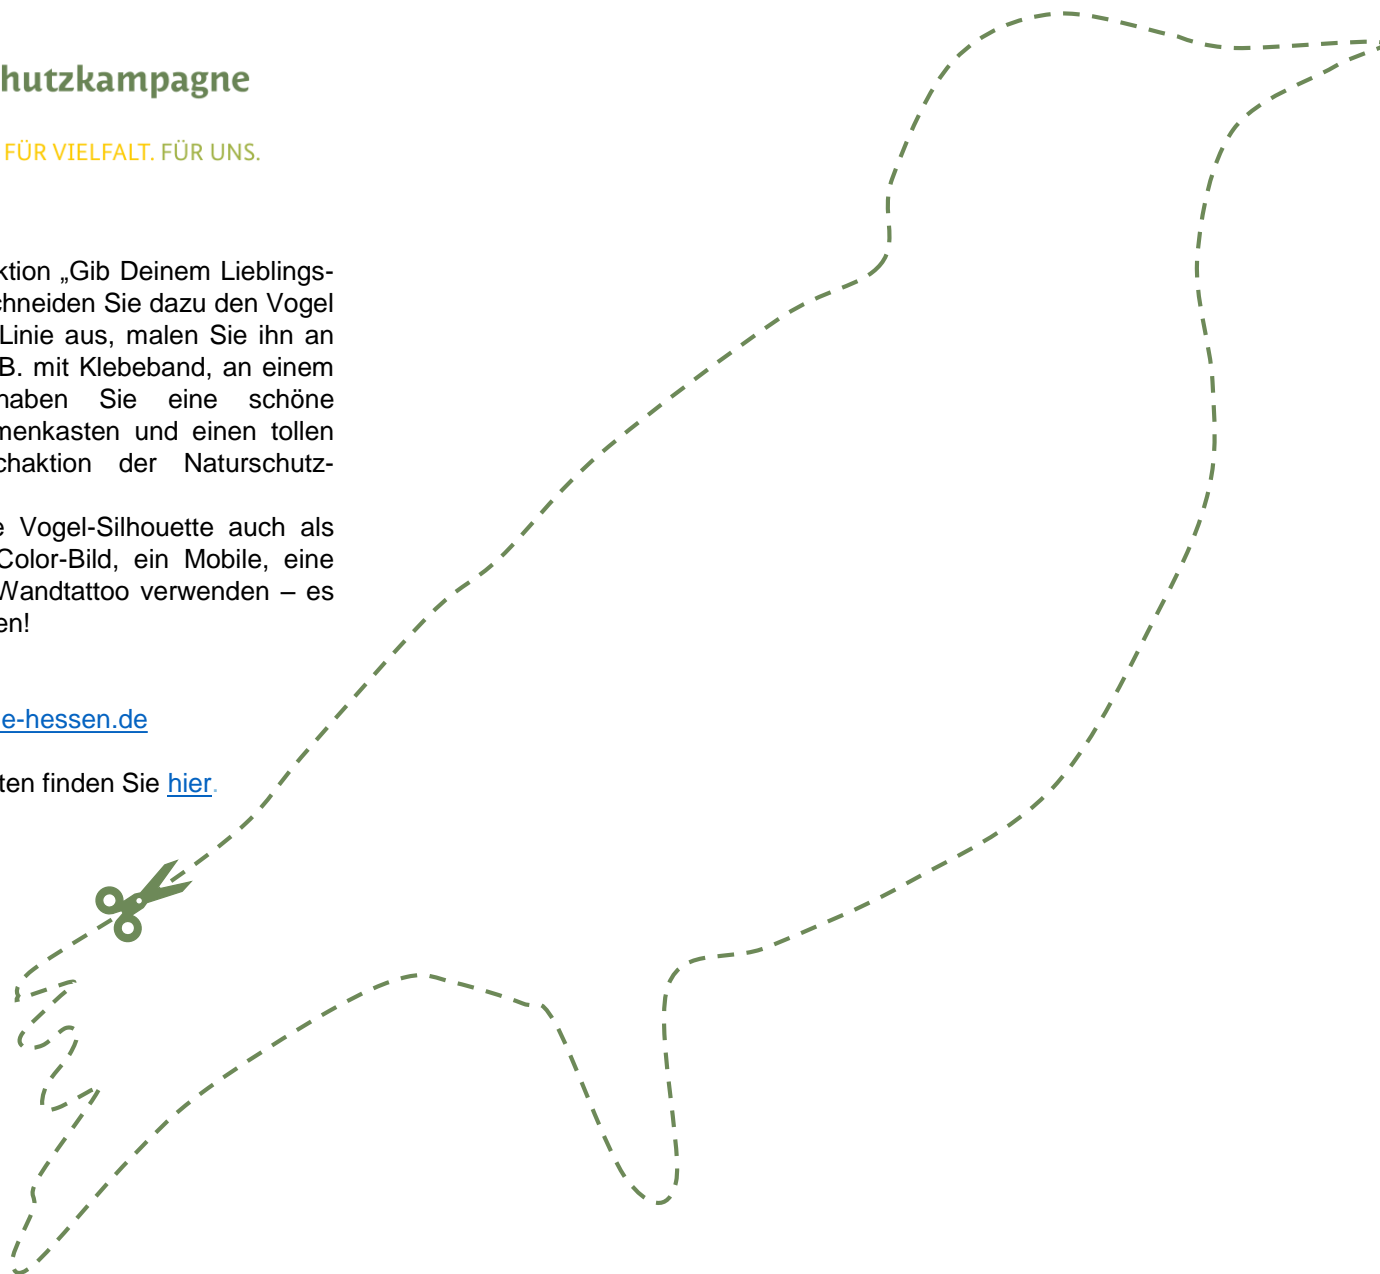 hutzkampagne
FÜR VIELFALT. FÜR UNS.
ktion „Gib Deinem Lieblings-
chneiden Sie dazu den Vogel
Linie aus, malen Sie ihn an
B. mit Klebeband, an einem
haben Sie eine schöne
menkasten und einen tollen
chaktion der Naturschutz-
e Vogel-Silhouette auch als
Color-Bild, ein Mobile, eine
Wandtattoo verwenden – es
en!
e-hessen.de
ten finden Sie hier.